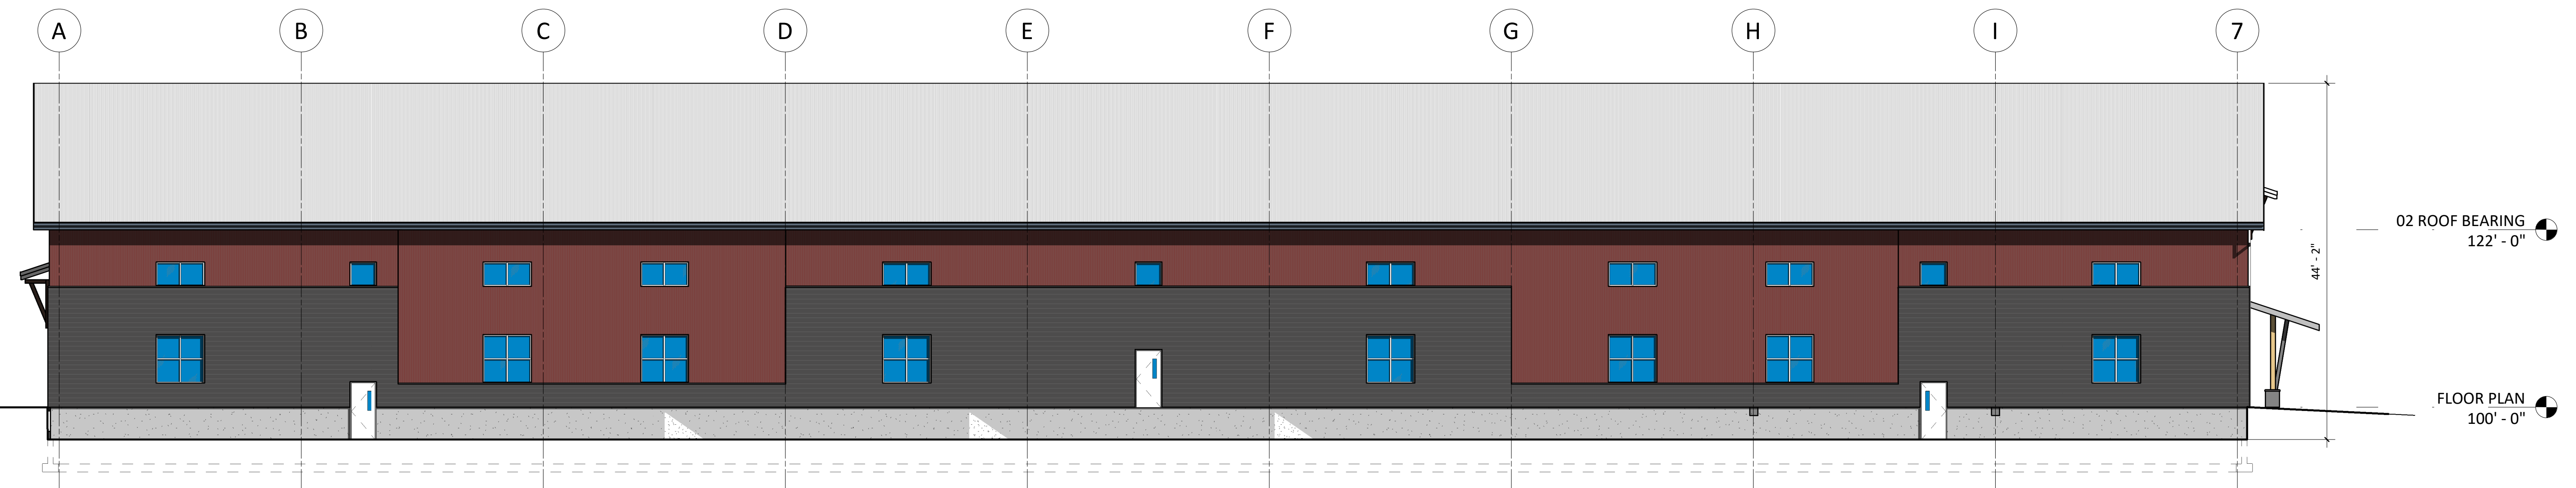 A B C D E F G H I 7
02 ROOF BEARING
122' - 0"
44' - 2"
FLOOR PLAN
100' - 0"